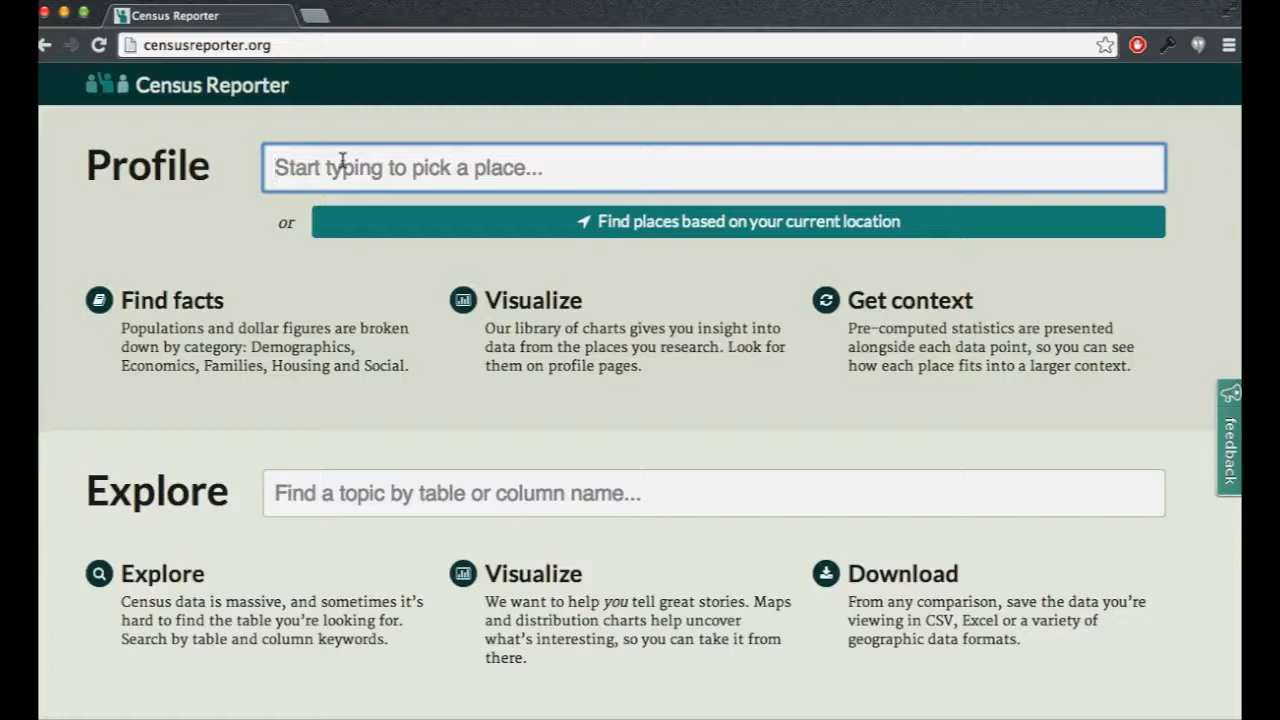 Census Reporter
censusreporter.org
Census Reporter
Profile
Start typing to pick a place...
or
Find places based on your current location
Find facts
Populations and dollar figures are broken
down by category: Demographics,
Economics, Families, Housing and Social.
Visualize
Our library of charts gives you insight into
data from the places you research. Look for
them on profile pages.
Get context
Pre-computed statistics are presented
alongside each data point, so you can see
how each place fits into a larger context.
feedback
Explore
Find a topic by table or column name...
Explore
Census data is massive, and sometimes it's
hard to find the table you're looking for.
Search by table and column keywords.
Visualize
We want to help you tell great stories. Maps
and distribution charts help uncover
what's interesting, so you can take it from
there.
Download
From any comparison, save the data you're
viewing in CSV, Excel or a variety of
geographic data formats.